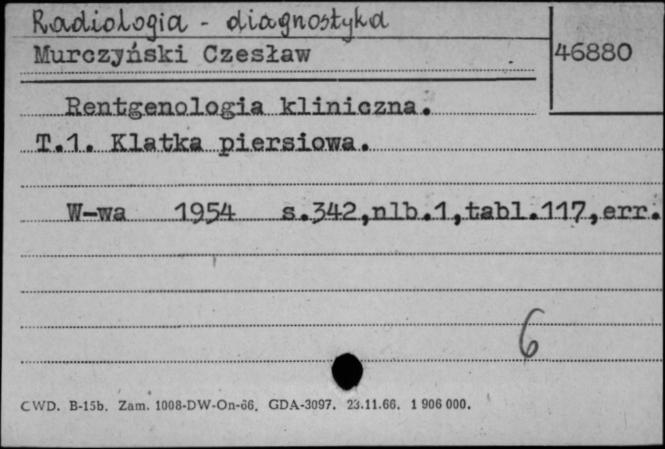 Radiologia - diagnostyka
Murczyński Czesław
46880
Rentgenologia kliniczna.
T.1. Klatka piersiowa.
W-wa 1954 s.342,nlb.1,tabl.117,err.
6
CWD. B-15b. Zam. 1008-DW-On-66. GDA-3097. 23.11.66. 1 906 000.